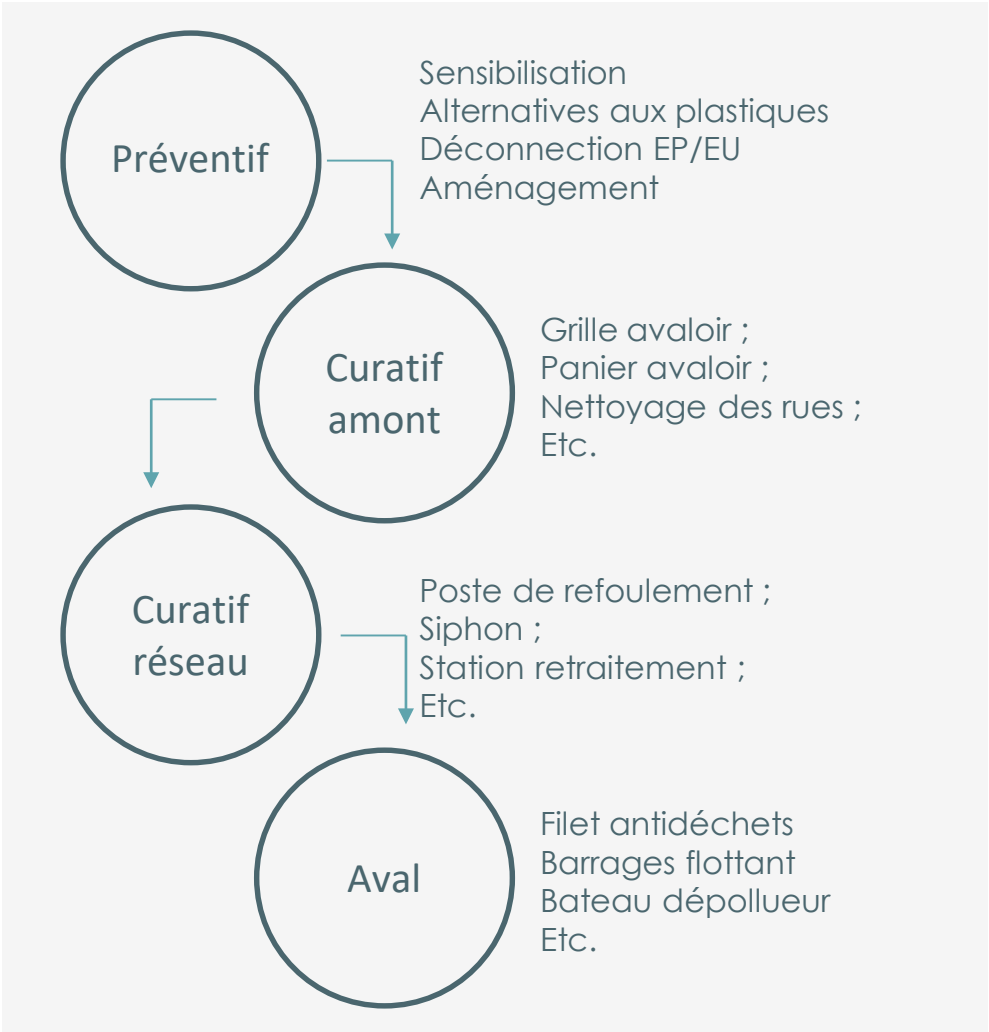 Préventif
Sensibilisation
Alternatives aux plastiques
Déconnection EP/EU
Aménagement
Curatif
amont
Grille avaloir ;
Panier avaloir ;
Nettoyage des rues ;
Etc.
Curatif
réseau
Poste de refoulement ;
Siphon ;
Station retraitement ;
Etc.
Aval
Filet antidéchets
Barrages flottant
Bateau dépollueur
Etc.